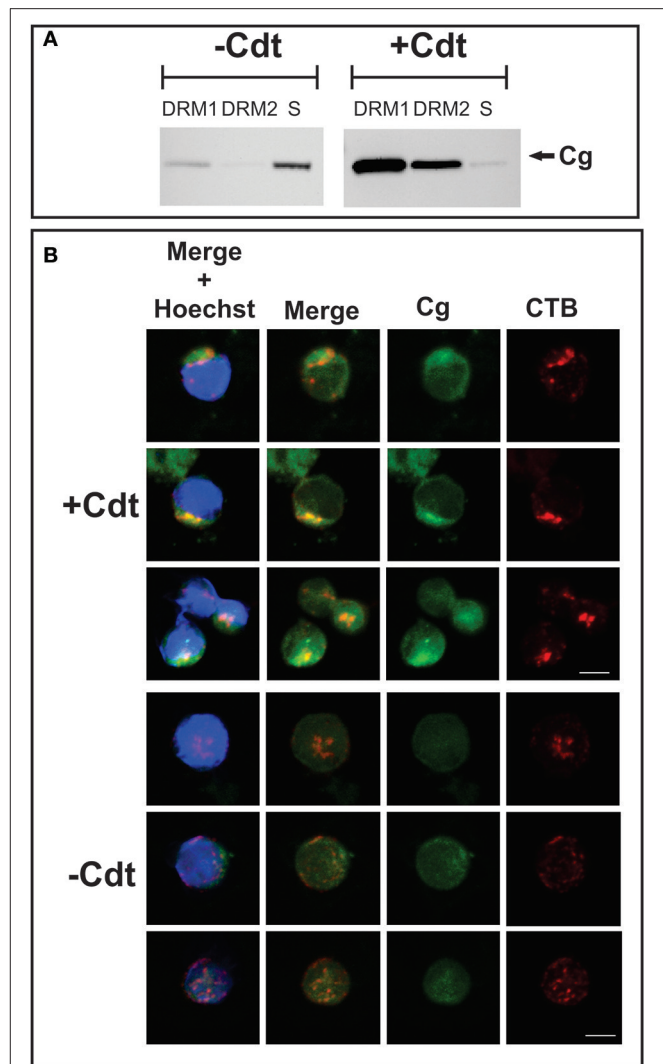 A
-Cdt +Cdt
DRM1 DRM2 S DRM1 DRM2 S
Cg
B
Merge
+
Hoechst Merge Cg CTB
+Cdt
-Cdt